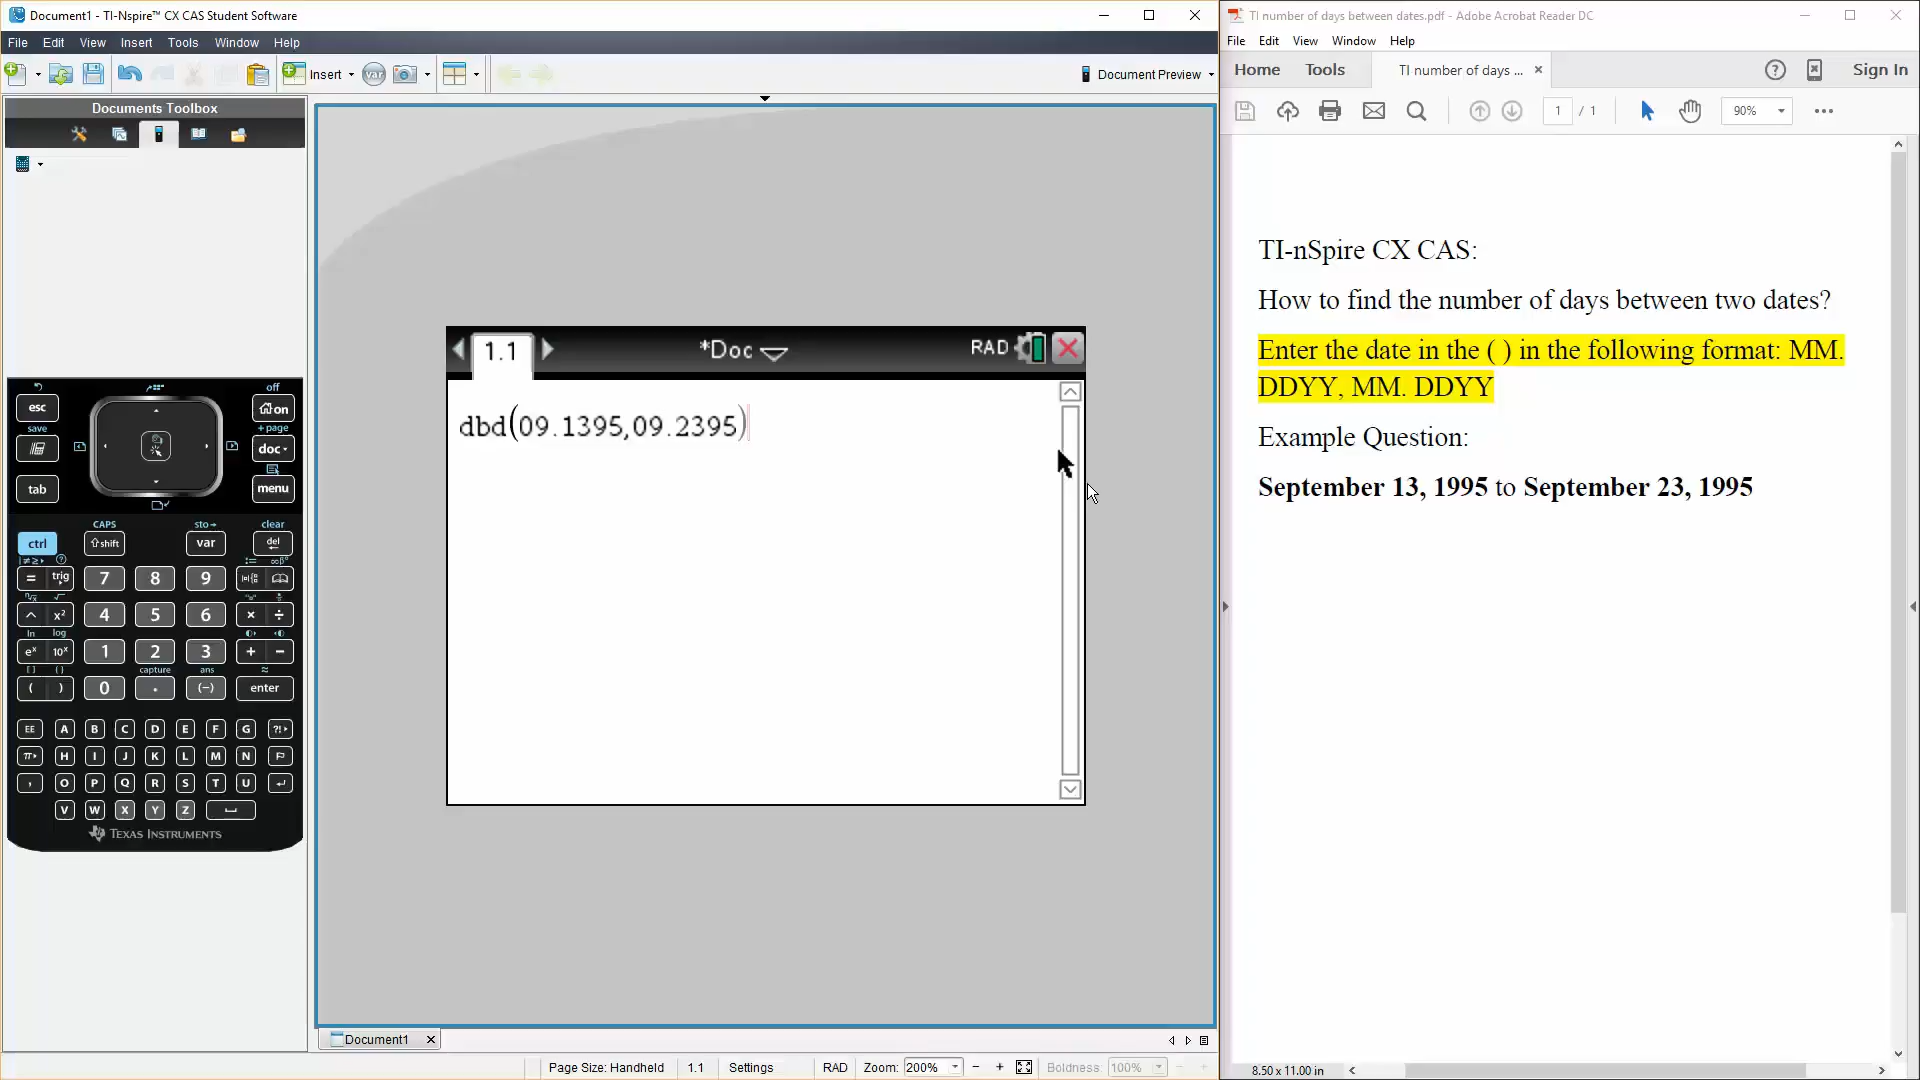 Document1 - TI-Nspire™ CX CAS Student Software
File Edit View Insert Tools Window Help
Insert
var
Document Preview
Documents Toolbox
esc
off
on
save
+ page
doc
tab
menu
CAPS
sto→
clear
ctrl
shift
var
del
= trig 7 8 9
^ x² 4 5 6 × ÷
ln log
eˣ 10ˣ 1 2 3 + −
[ ] { } capture ans ≈
( ) 0 . (−) enter
EE A B C D E F G ?!
π H I J K L M N
, O P Q R S T U
V W X Y Z
TEXAS INSTRUMENTS
1.1
*Doc
RAD
dbd(09.1395,09.2395)
Document1
Page Size: Handheld 1.1 Settings RAD Zoom: 200% − + Boldness: 100% − +
TI number of days between dates.pdf - Adobe Acrobat Reader DC
File Edit View Window Help
Home Tools TI number of days ... × Sign In
1 / 1 90%
TI-nSpire CX CAS:
How to find the number of days between two dates?
Enter the date in the ( ) in the following format: MM.
DDYY, MM. DDYY
Example Question:
September 13, 1995 to September 23, 1995
8.50 x 11.00 in